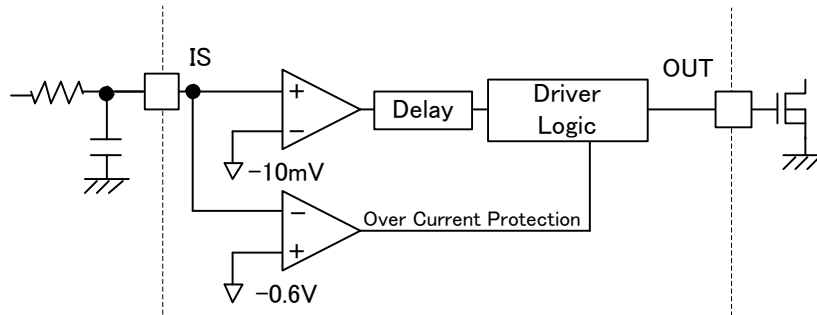 IS
OUT
+
−
−10mV
Delay
Driver
Logic
−
+
−0.6V
Over Current Protection